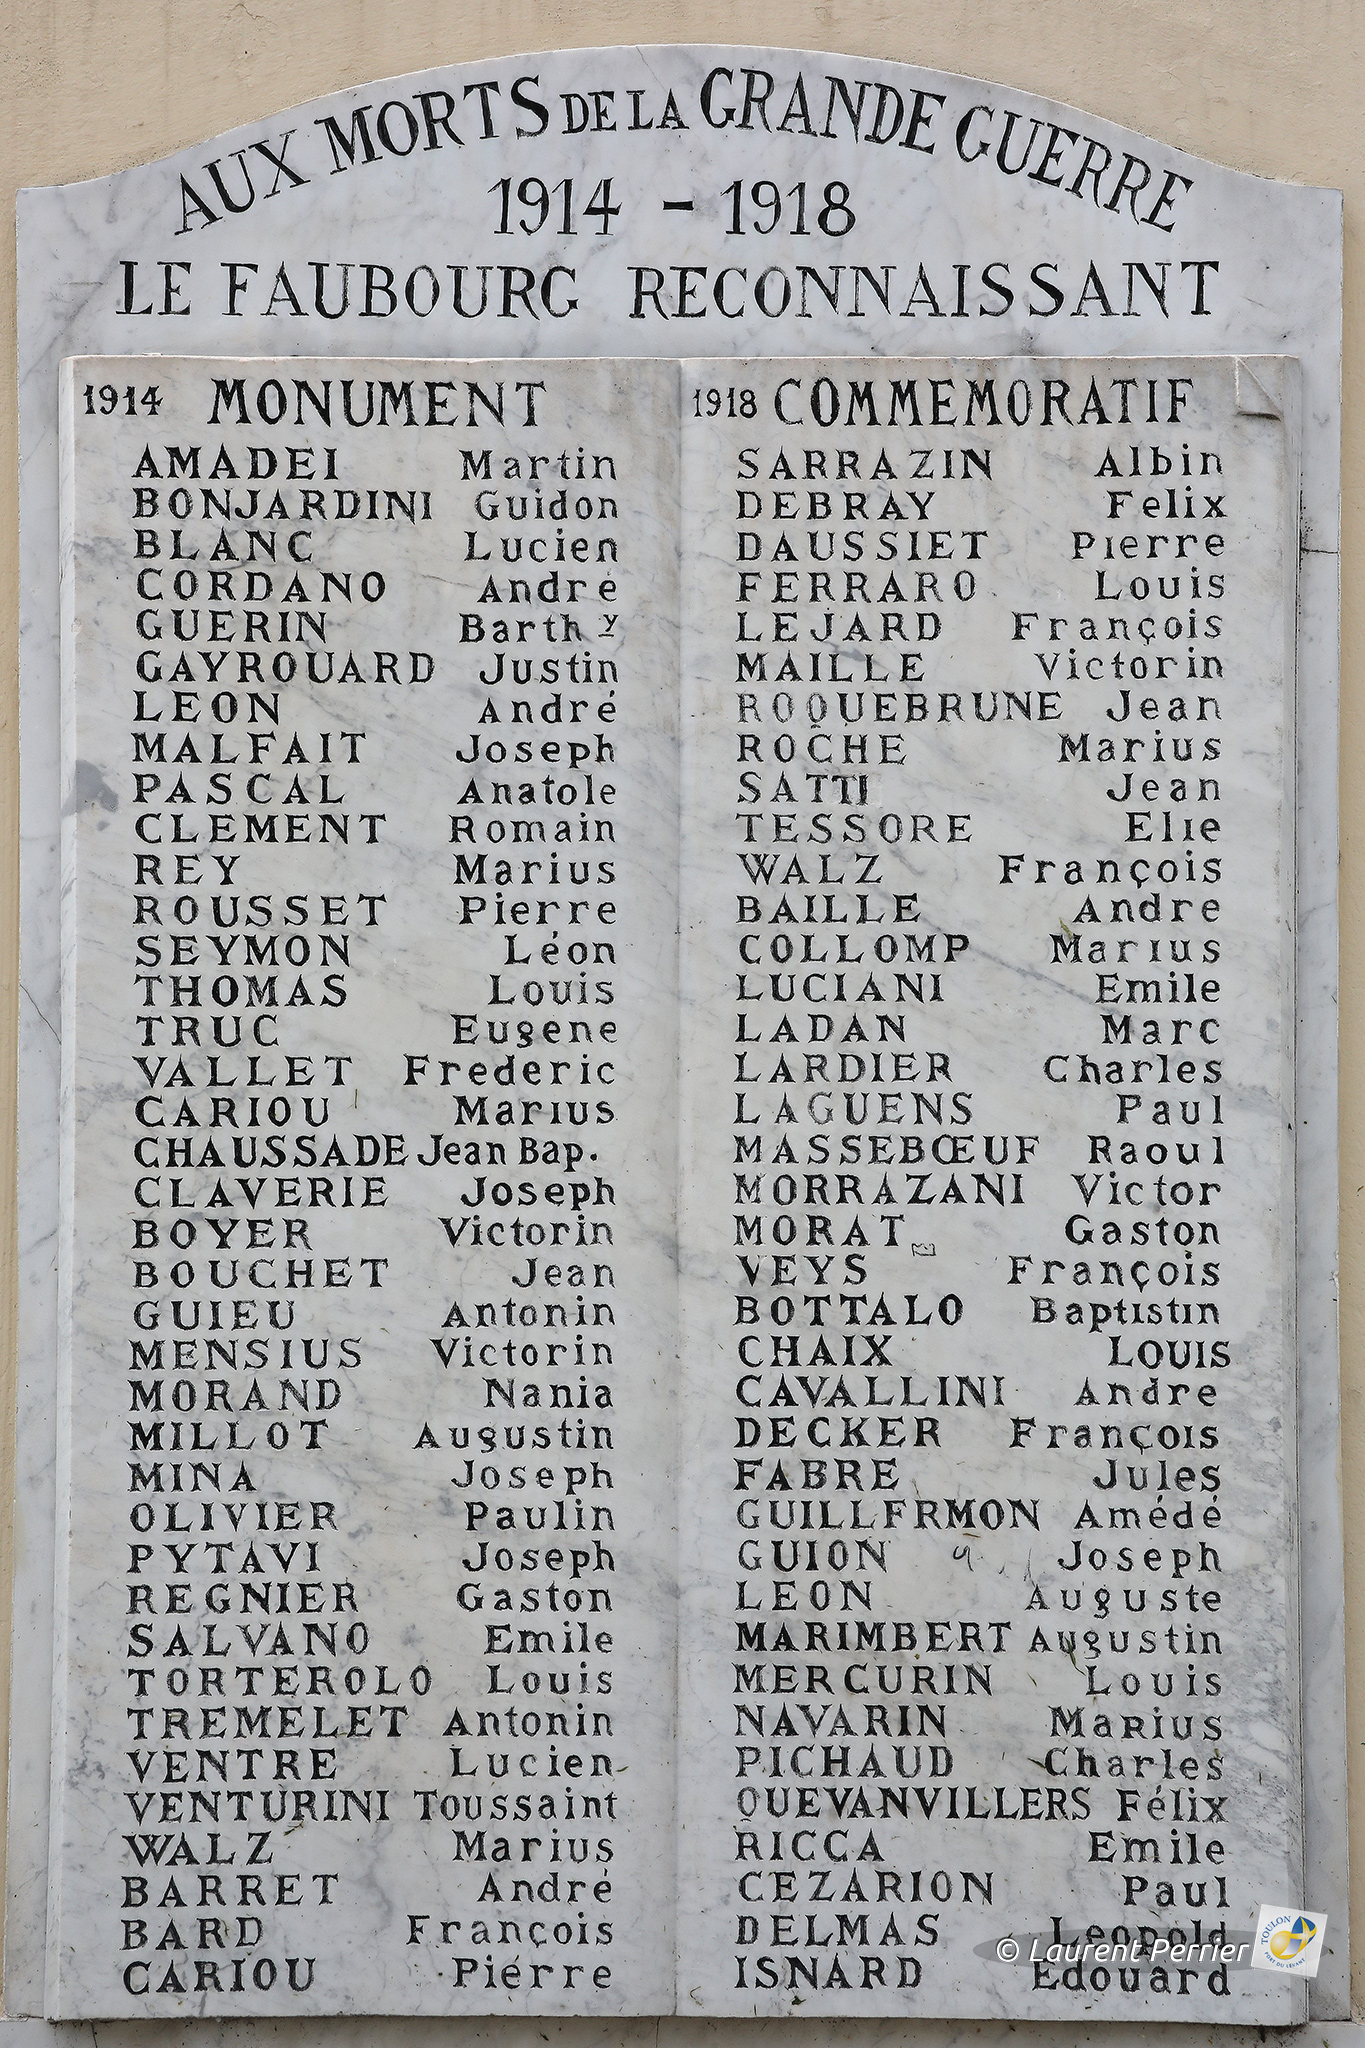 AUX MORTS DE LA GRANDE GUERRE
1914 - 1918
LE FAUBOURG RECONNAISSANT
1914 MONUMENT
AMADEI Martin
BONJARDINI Guidon
BLANC Lucien
CORDANO André
GUERIN Barth y
GAYROUARD Justin
LEON André
MALFAIT Joseph
PASCAL Anatole
CLEMENT Romain
REY Marius
ROUSSET Pierre
SEYMON Léon
THOMAS Louis
TRUC Eugene
VALLET Frederic
CARIOU Marius
CHAUSSADE Jean Bap.
CLAVERIE Joseph
BOYER Victorin
BOUCHET Jean
GUIEU Antonin
MENSIUS Victorin
MORAND Nania
MILLOT Augustin
MINA Joseph
OLIVIER Paulin
PYTAVI Joseph
REGNIER Gaston
SALVANO Emile
TORTEROLO Louis
TREMELET Antonin
VENTRE Lucien
VENTURINI Toussaint
WALZ Marius
BARRET André
BARD François
CARIOU Piérre
1918 COMMEMORATIF
SARRAZIN Albin
DEBRAY Felix
DAUSSIET Pierre
FERRARO Louis
LEJARD François
MAILLE Victorin
ROQUEBRUNE Jean
ROCHE Marius
SATTI Jean
TESSORE Elie
WALZ François
BAILLE Andre
COLLOMP Marius
LUCIANI Emile
LADAN Marc
LARDIER Charles
LAGUENS Paul
MASSEBŒUF Raoul
MORRAZANI Victor
MORAT Gaston
VEYS François
BOTTALO Baptistin
CHAIX LOUIS
CAVALLINI Andre
DECKER François
FABRE Jules
GUILLFRMON Amédé
GUION Joseph
LEON Auguste
MARIMBERT Augustin
MERCURIN Louis
NAVARIN MaRIUS
PICHAUD Charles
QUEVANVILLERS Félix
RICCA Emile
CEZARION Paul
DELMAS Leopold
ISNARD Edouard
© Laurent Perrier
TOULON
PORT DU LEVANT